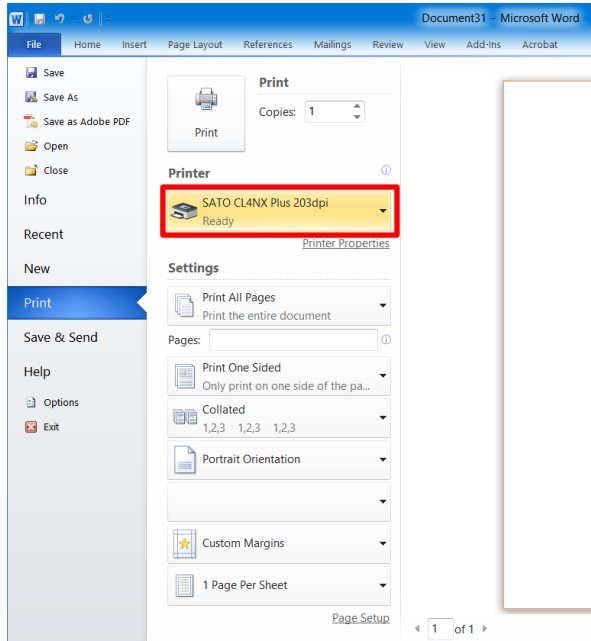 Document31 - Microsoft Word
File Home Insert Page Layout References Mailings Review View Add-Ins Acrobat
Save
Save As
Save as Adobe PDF
Open
Close
Info
Recent
New
Print
Save & Send
Help
Options
Exit
Print
Print
Copies: 1
Printer
SATO CL4NX Plus 203dpi
Ready
Printer Properties
Settings
Print All Pages
Print the entire document
Pages:
Print One Sided
Only print on one side of the pa...
Collated
1,2,3 1,2,3 1,2,3
Portrait Orientation
Custom Margins
1 Page Per Sheet
Page Setup
1 of 1